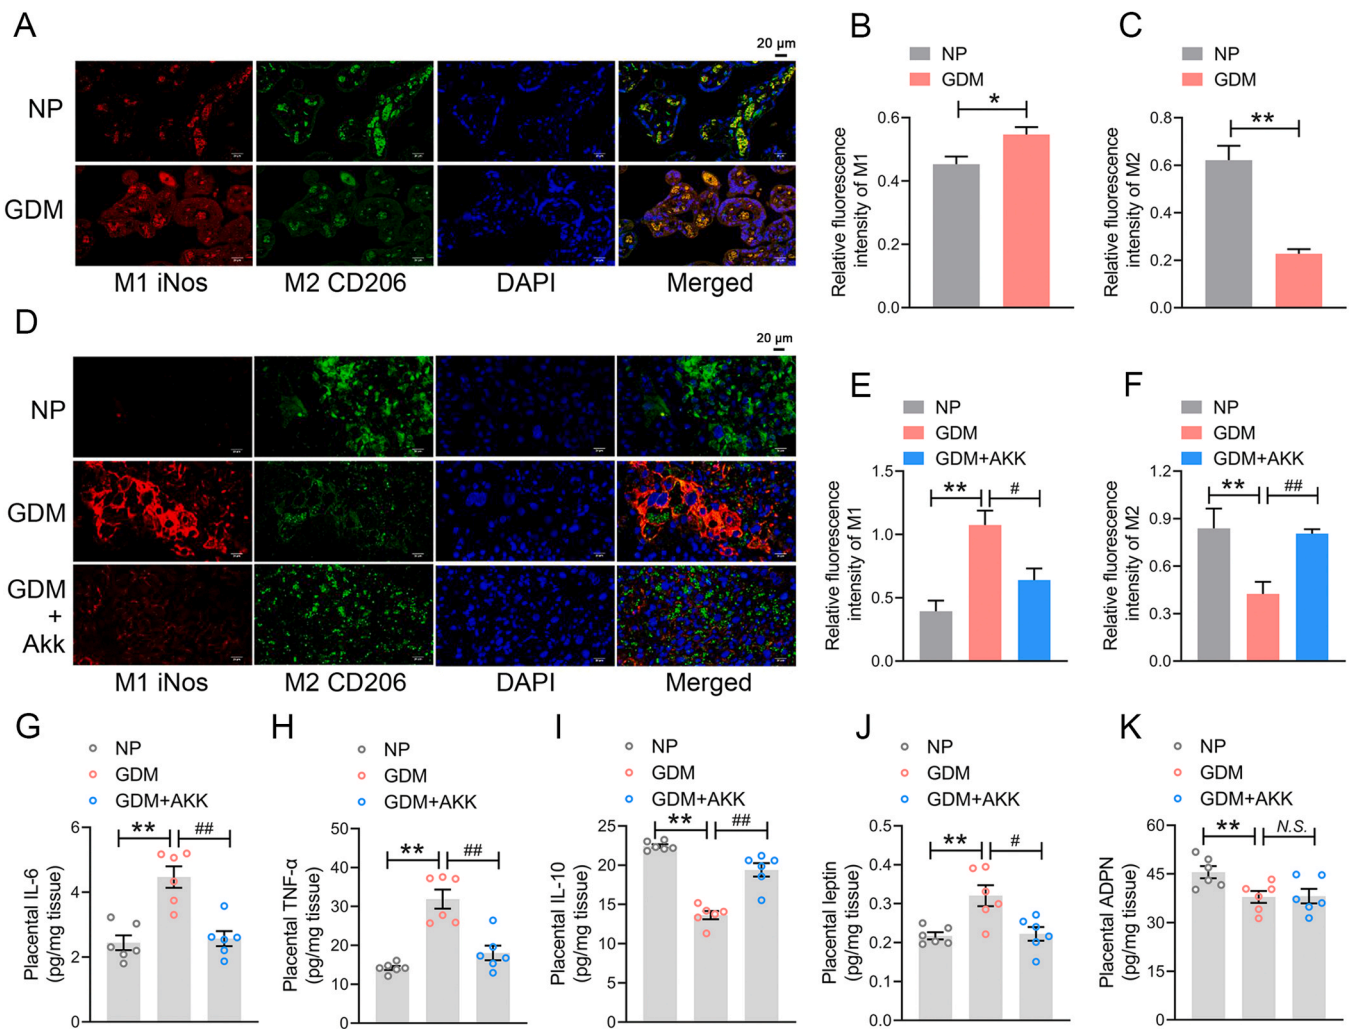 A
20 μm
NP
GDM
M1 iNos
M2 CD206
DAPI
Merged
B
NP
GDM
*
Relative fluorescence
intensity of M1
0.6
0.4
0.2
0.0
C
NP
GDM
**
Relative fluorescence
intensity of M2
0.8
0.6
0.4
0.2
0.0
D
20 μm
NP
GDM
GDM
+
Akk
M1 iNos
M2 CD206
DAPI
Merged
E
NP
GDM
GDM+AKK
** #
Relative fluorescence
intensity of M1
1.5
1.0
0.5
0.0
F
NP
GDM
GDM+AKK
** ##
Relative fluorescence
intensity of M2
1.2
0.9
0.6
0.3
0.0
G
NP
GDM
GDM+AKK
** ##
Placental IL-6
(pg/mg tissue)
6
4
2
0
H
NP
GDM
GDM+AKK
** ##
Placental TNF-α
(pg/mg tissue)
50
40
30
20
10
0
I
NP
GDM
GDM+AKK
** ##
Placental IL-10
(pg/mg tissue)
25
20
15
10
5
0
J
NP
GDM
GDM+AKK
** #
Placental leptin
(pg/mg tissue)
0.5
0.4
0.3
0.2
0.1
0.0
K
NP
GDM
GDM+AKK
** N.S.
Placental ADPN
(pg/mg tissue)
60
45
30
15
0